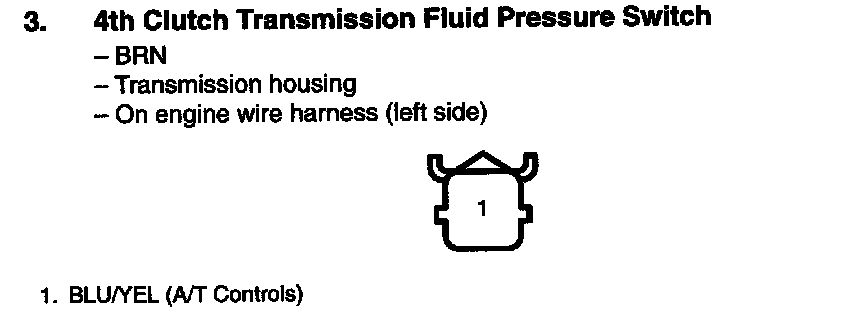 3. 4th Clutch Transmission Fluid Pressure Switch
– BRN
– Transmission housing
– On engine wire harness (left side)
1
1. BLU/YEL (A/T Controls)